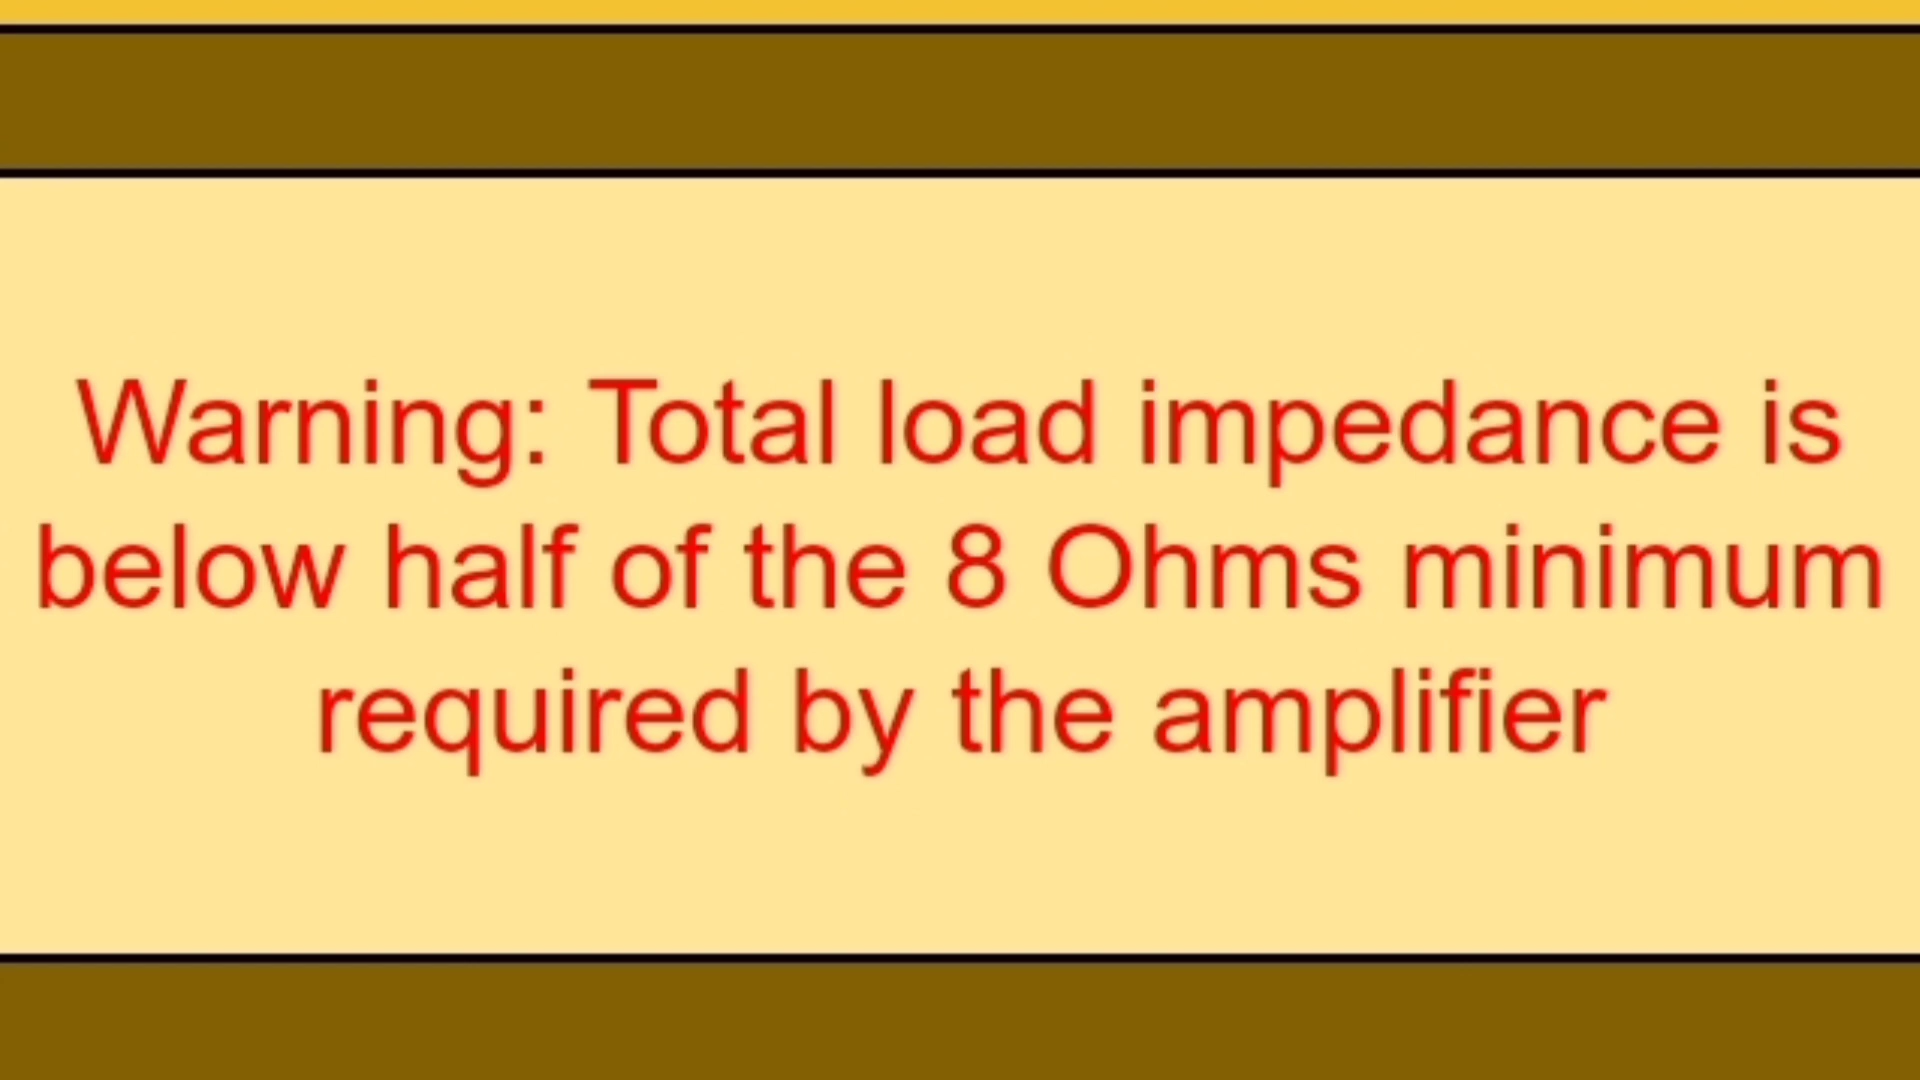 Warning: Total load impedance is
below half of the 8 Ohms minimum
required by the amplifier